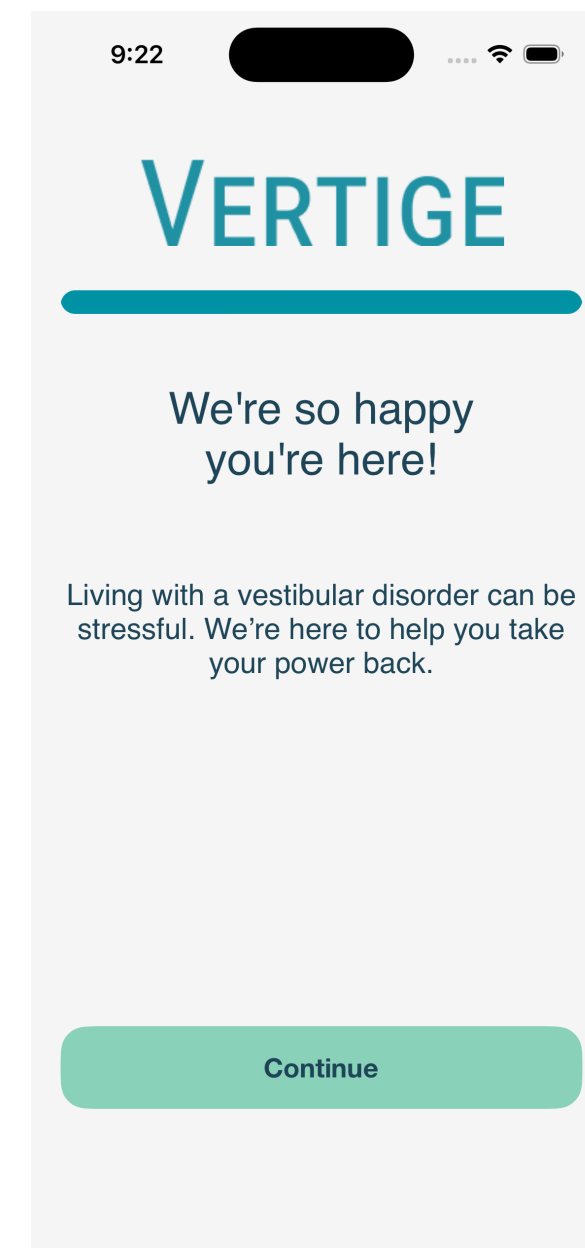 9:22
VERTIGE
We're so happy
you're here!
Living with a vestibular disorder can be
stressful. We’re here to help you take
your power back.
Continue